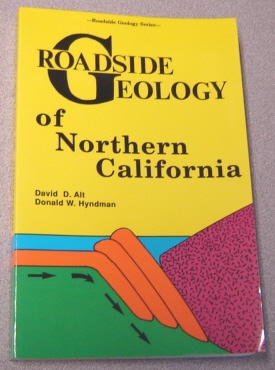 —Roadside Geology Series—
ROADSIDE
GEOLOGY
of
Northern
California
David D. Alt
Donald W. Hyndman